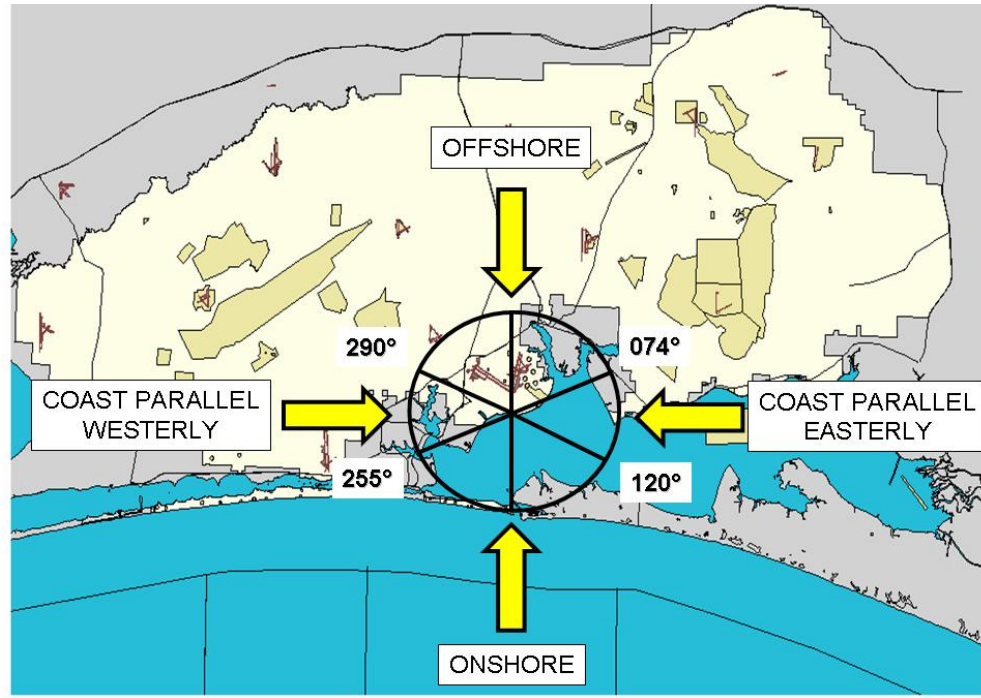 OFFSHORE
290°
074°
COAST PARALLEL
WESTERLY
COAST PARALLEL
EASTERLY
255°
120°
ONSHORE